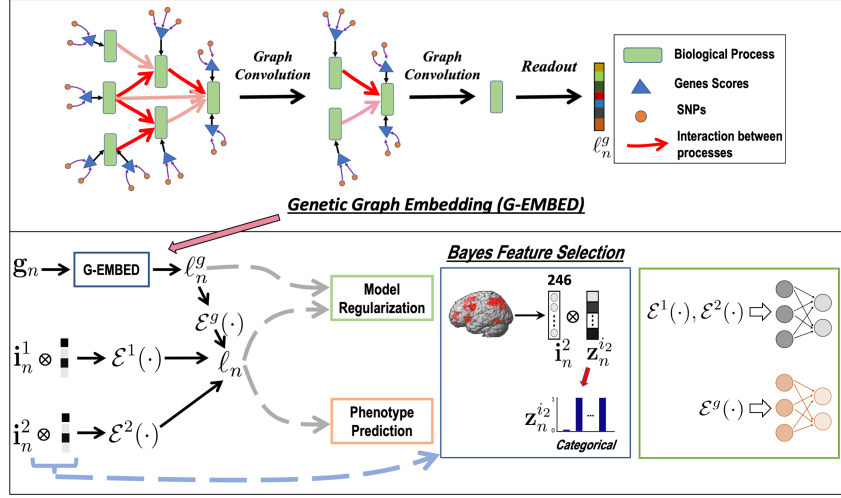 Graph
Convolution
Graph
Convolution
Readout
ℓ_n^g
Biological Process
Genes Scores
SNPs
Interaction between
processes
Genetic Graph Embedding (G-EMBED)
g_n
G-EMBED
ℓ_n^g
ℰ^g(·)
i_n^1 ⊗
ℰ^1(·)
ℓ_n
i_n^2 ⊗
ℰ^2(·)
Model
Regularization
Phenotype
Prediction
Bayes Feature Selection
246
⊗
i_n^2
z_n^{i_2}
z_n^{i_2}
1
0
...
Categorical
ℰ^1(·), ℰ^2(·)
ℰ^g(·)